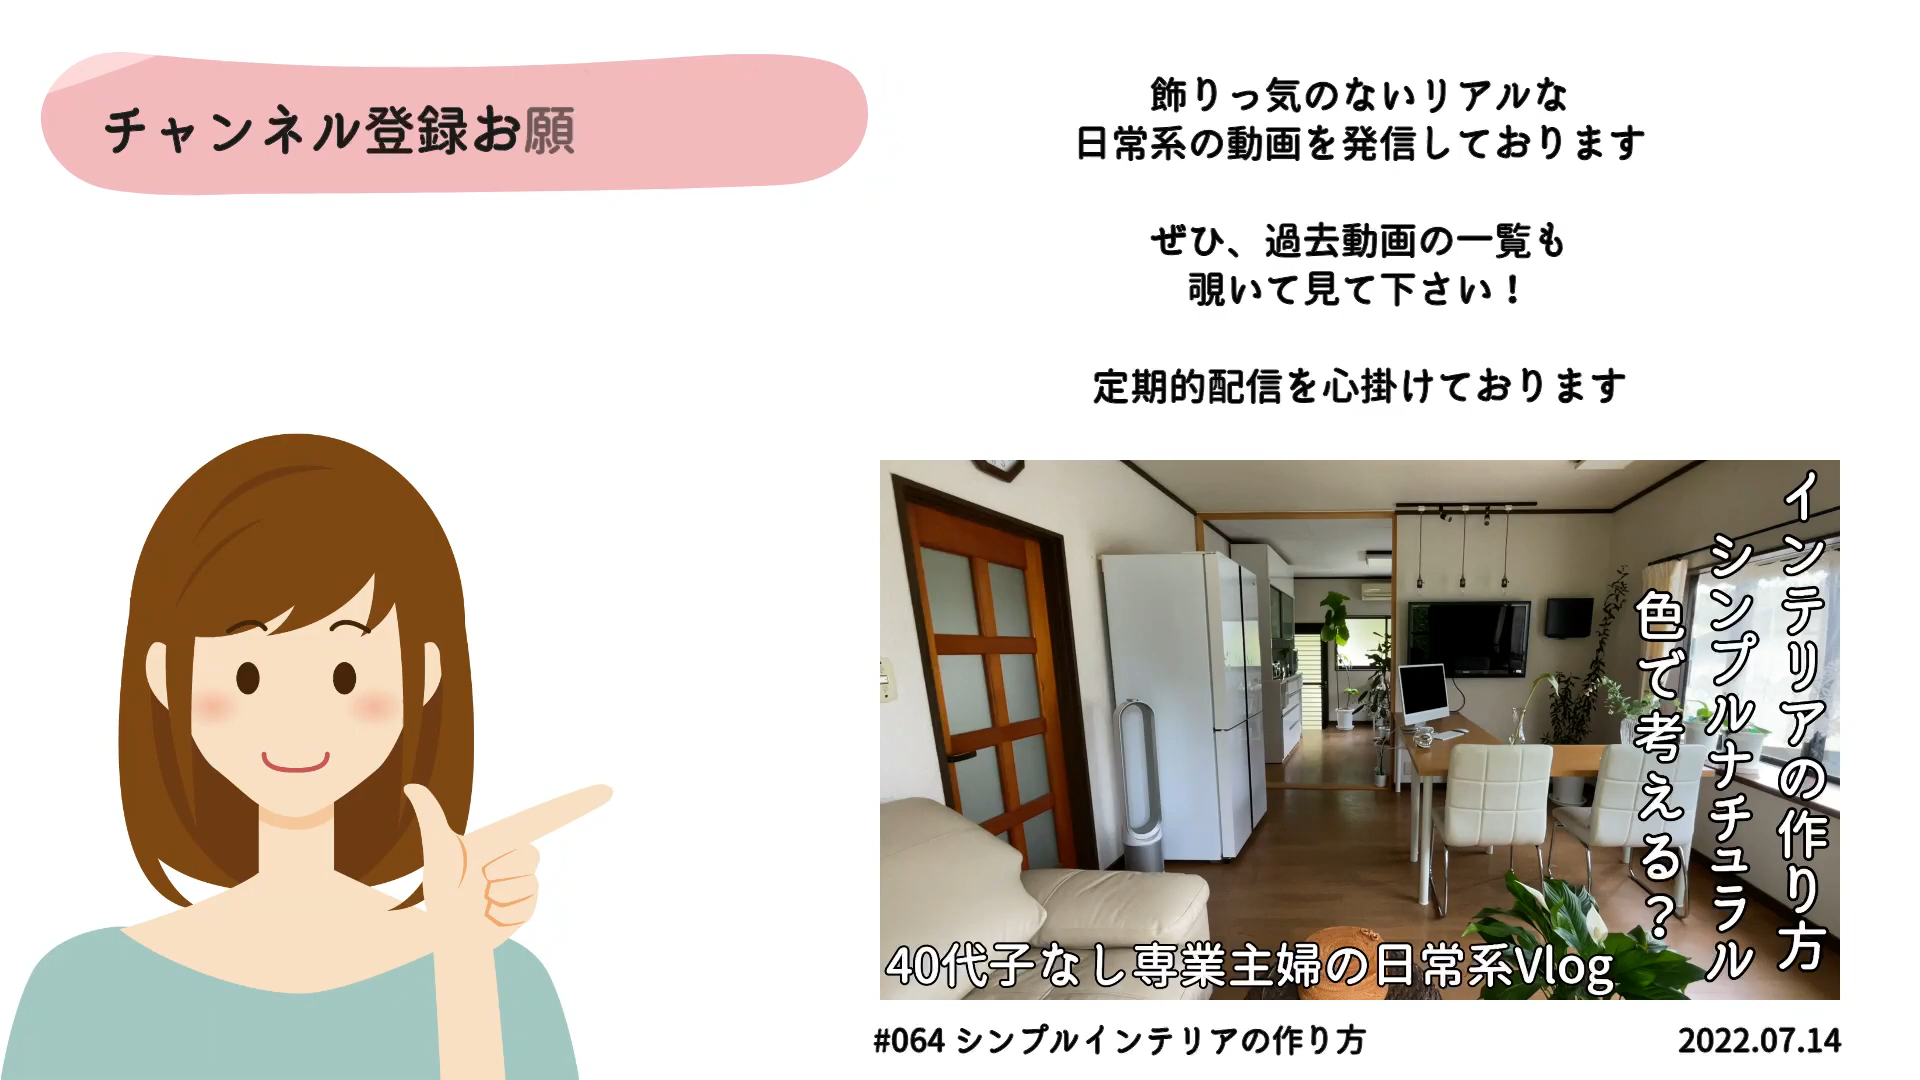 チャンネル登録お願
飾りっ気のないリアルな
日常系の動画を発信しております
ぜひ、過去動画の一覧も
覗いて見て下さい！
定期的配信を心掛けております
インテリアの作り方
シンプルナチュラル
色で考える？
40代子なし専業主婦の日常系Vlog
#064 シンプルインテリアの作り方
2022.07.14